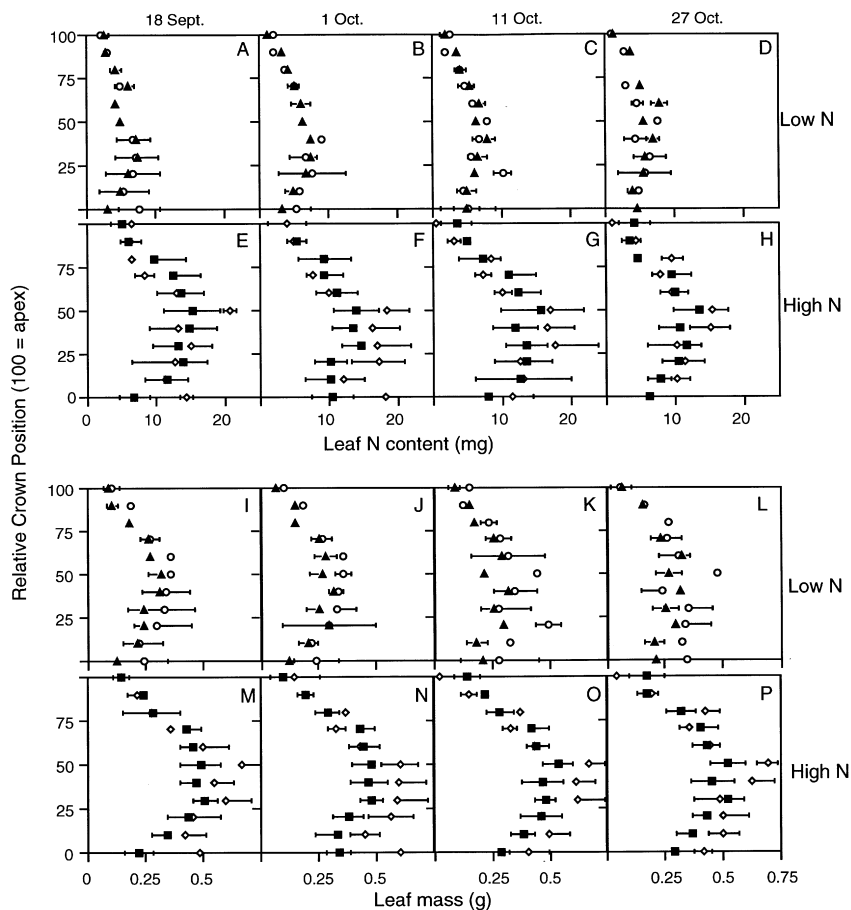 18 Sept. 1 Oct. 11 Oct. 27 Oct.
100 A B C D
75
50 Low N
25
E F G H
75
50 High N
25
0
0 10 20 10 20 10 20 10 20
Leaf N content (mg)
Relative Crown Position (100 = apex)
100 I J K L
75
50 Low N
25
M N O P
75
50 High N
25
0
0 0.5 0.25 0.5 0.25 0.5 0.25 0.5 0.75
Leaf mass (g)